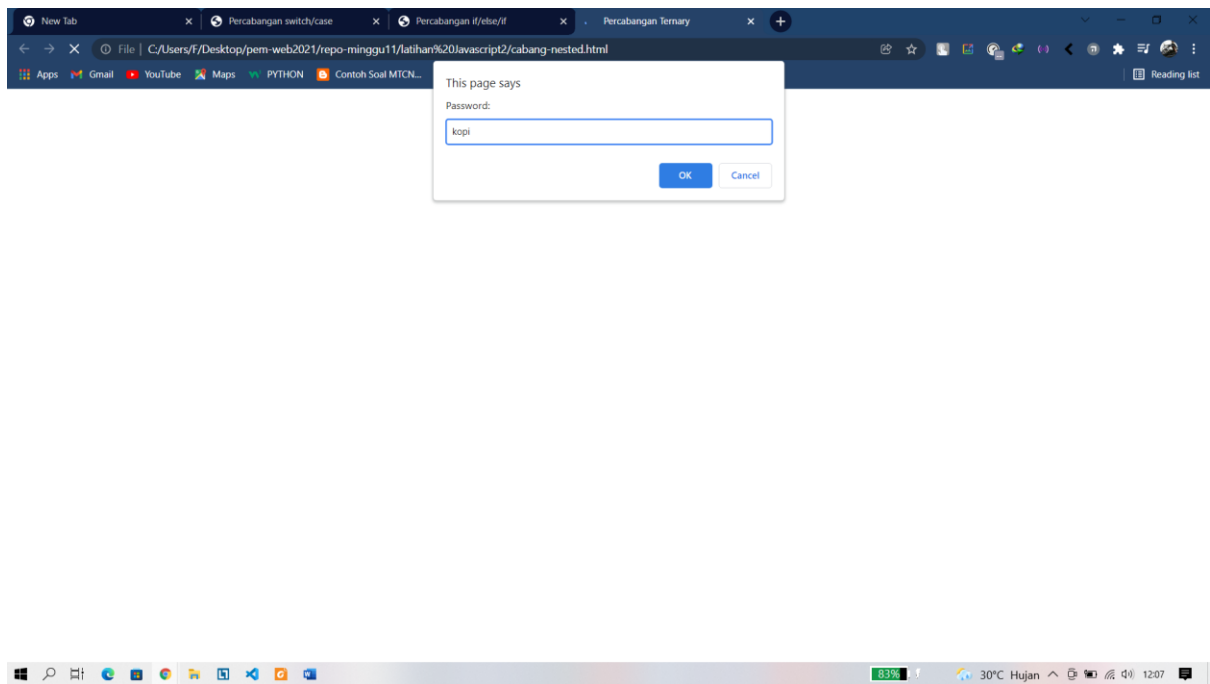 New Tab
Percabangan switch/case
Percabangan if/else/if
Percabangan Ternary
File | C:/Users/F/Desktop/pem-web2021/repo-minggu11/latihan%20Javascript2/cabang-nested.html
Apps
Gmail
YouTube
Maps
PYTHON
Contoh Soal MTCN...
Reading list
This page says
Password:
kopi
OK
Cancel
83%
30°C Hujan
12:07